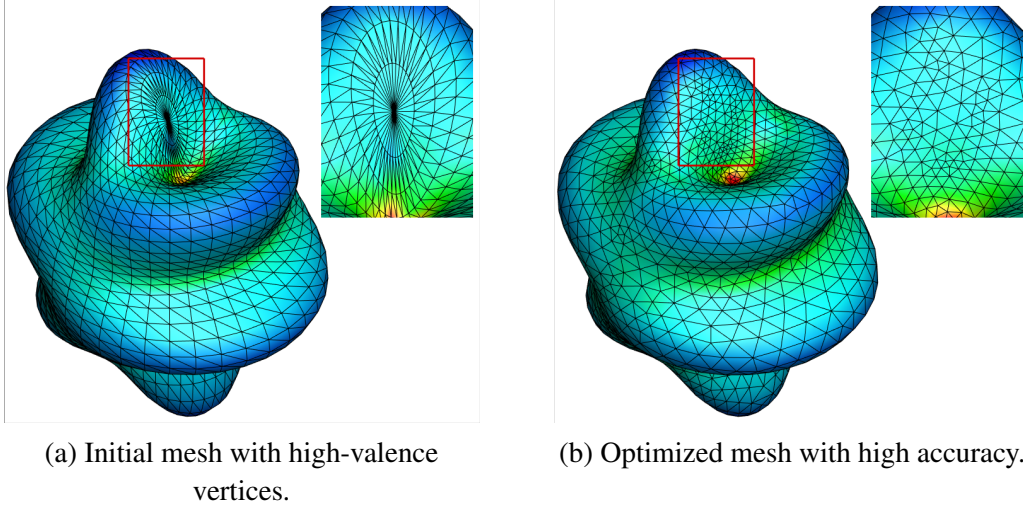 (a) Initial mesh with high-valence
vertices.
(b) Optimized mesh with high accuracy.